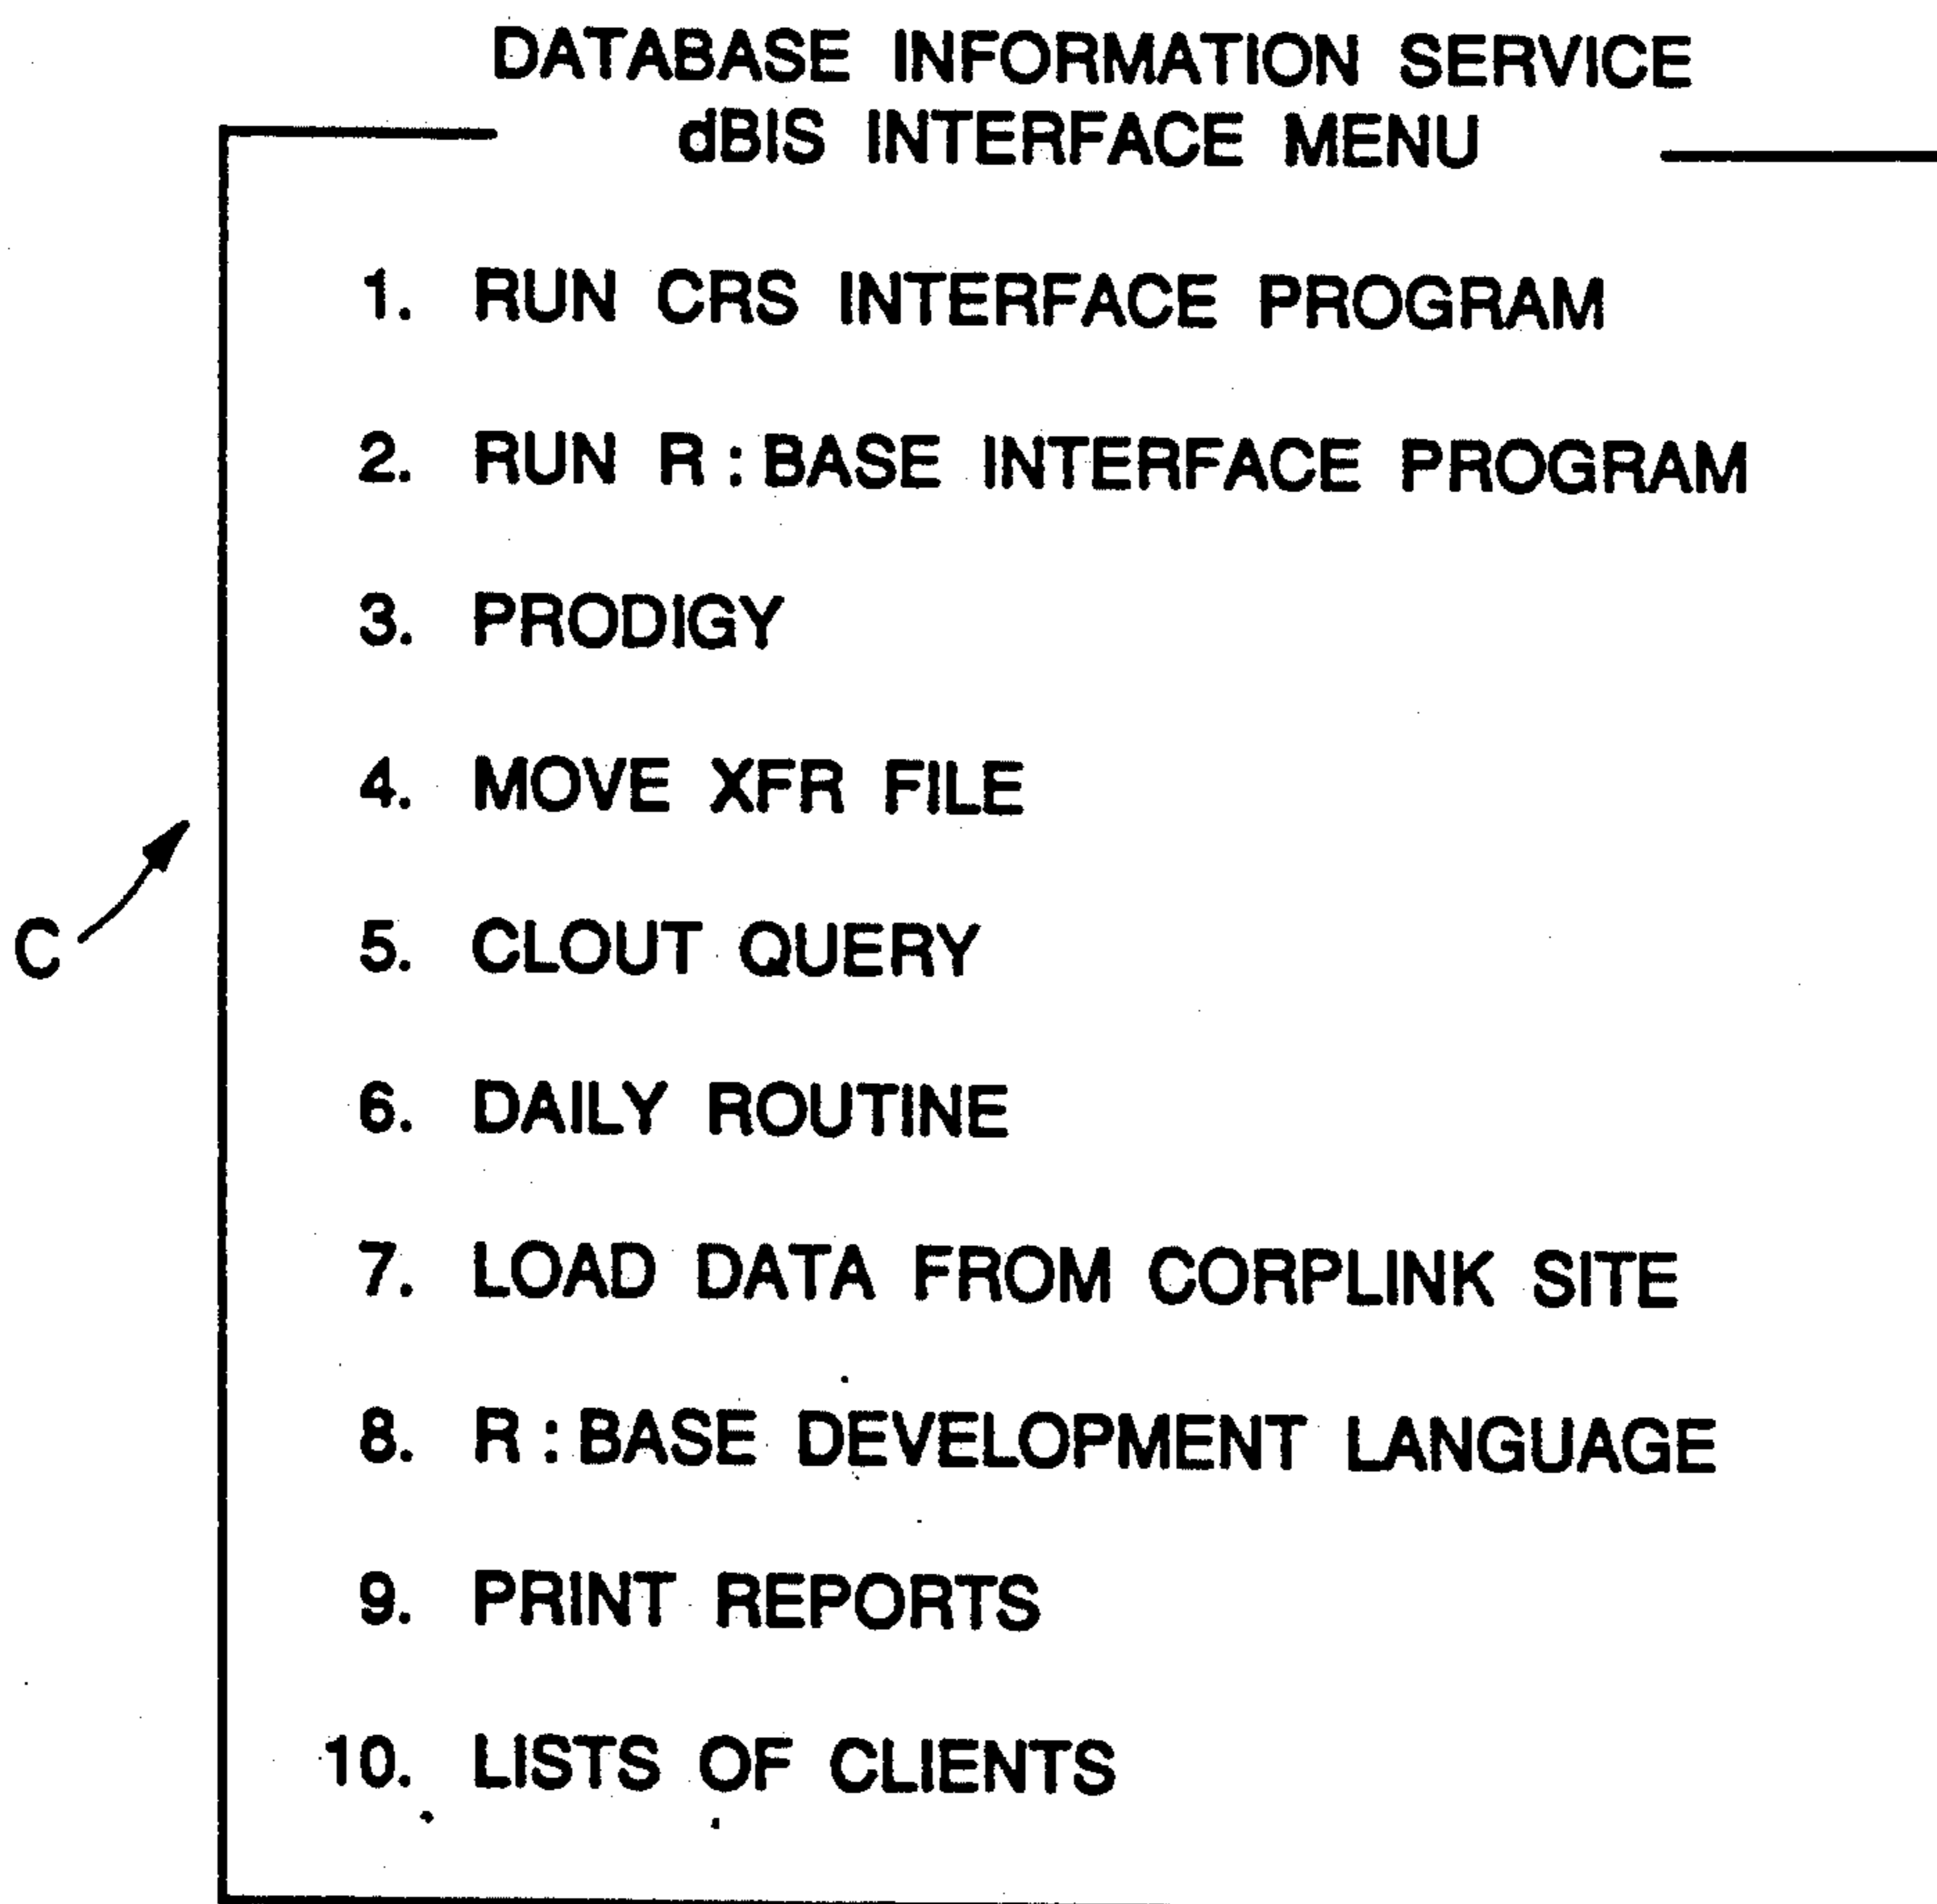 DATABASE INFORMATION SERVICE
dBIS INTERFACE MENU
1. RUN CRS INTERFACE PROGRAM
2. RUN R:BASE INTERFACE PROGRAM
3. PRODIGY
4. MOVE XFR FILE
C
5. CLOUT QUERY
6. DAILY ROUTINE
7. LOAD DATA FROM CORPLINK SITE
8. R:BASE DEVELOPMENT LANGUAGE
9. PRINT REPORTS
10. LISTS OF CLIENTS